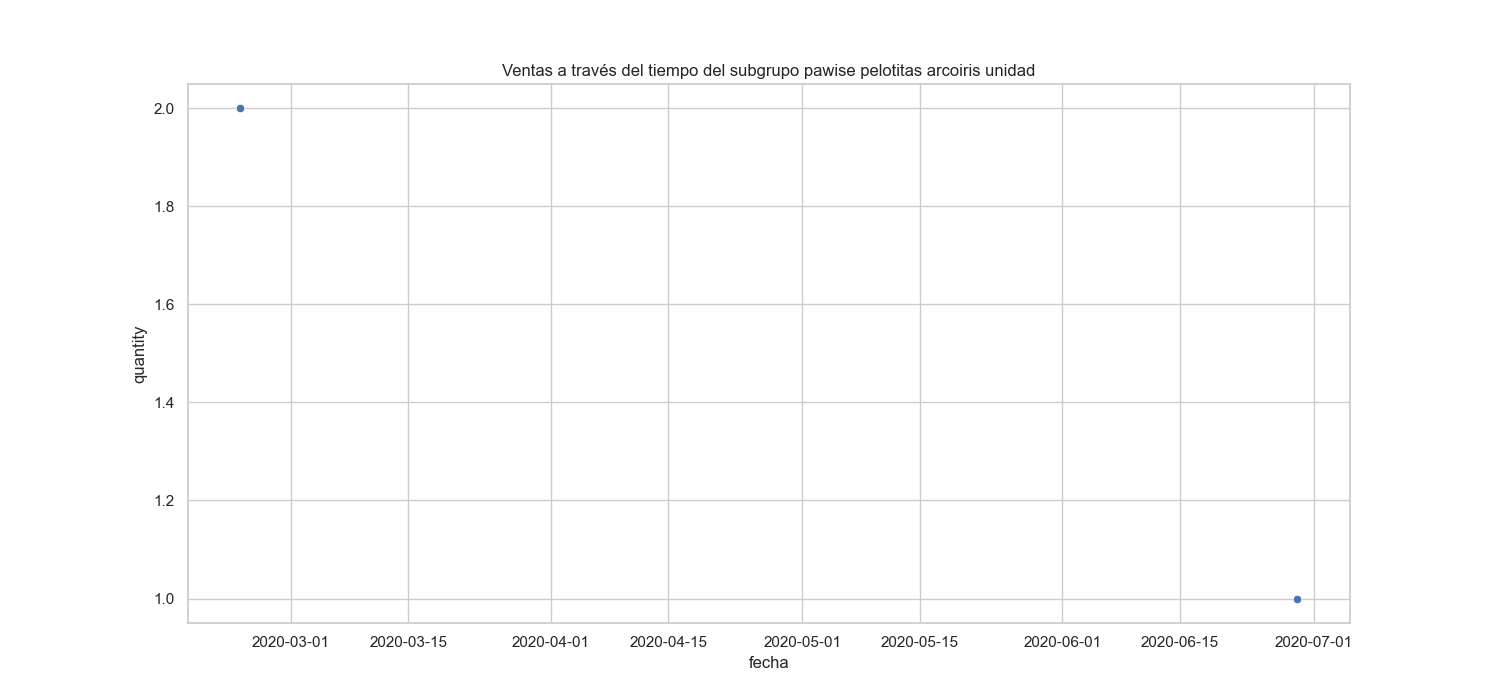 Ventas a través del tiempo del subgrupo pawise pelotitas arcoiris unidad
2.0
1.8
1.6
1.4
1.2
1.0
quantity
2020-03-01 2020-03-15 2020-04-01 2020-04-15 2020-05-01 2020-05-15 2020-06-01 2020-06-15 2020-07-01
fecha